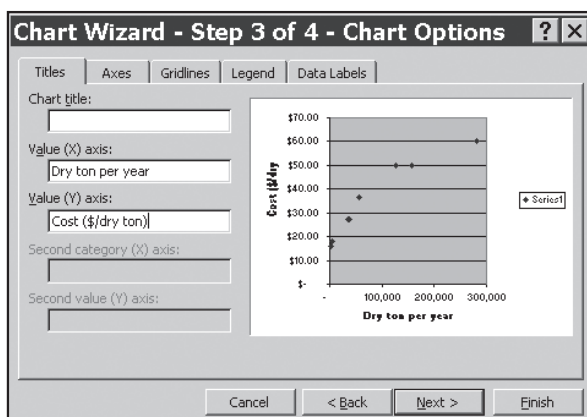 Chart Wizard - Step 3 of 4 - Chart Options ? ×
Titles Axes Gridlines Legend Data Labels
Chart title:
Value (X) axis:
Dry ton per year
Value (Y) axis:
Cost ($/dry ton)
Second category (X) axis:
Second value (Y) axis:
$70.00
$60.00
$50.00
$40.00
$30.00
$20.00
$10.00
$-
Cost ($/dry
- 100,000 200,000 300,000
Dry ton per year
Series1
Cancel < Back Next > Finish